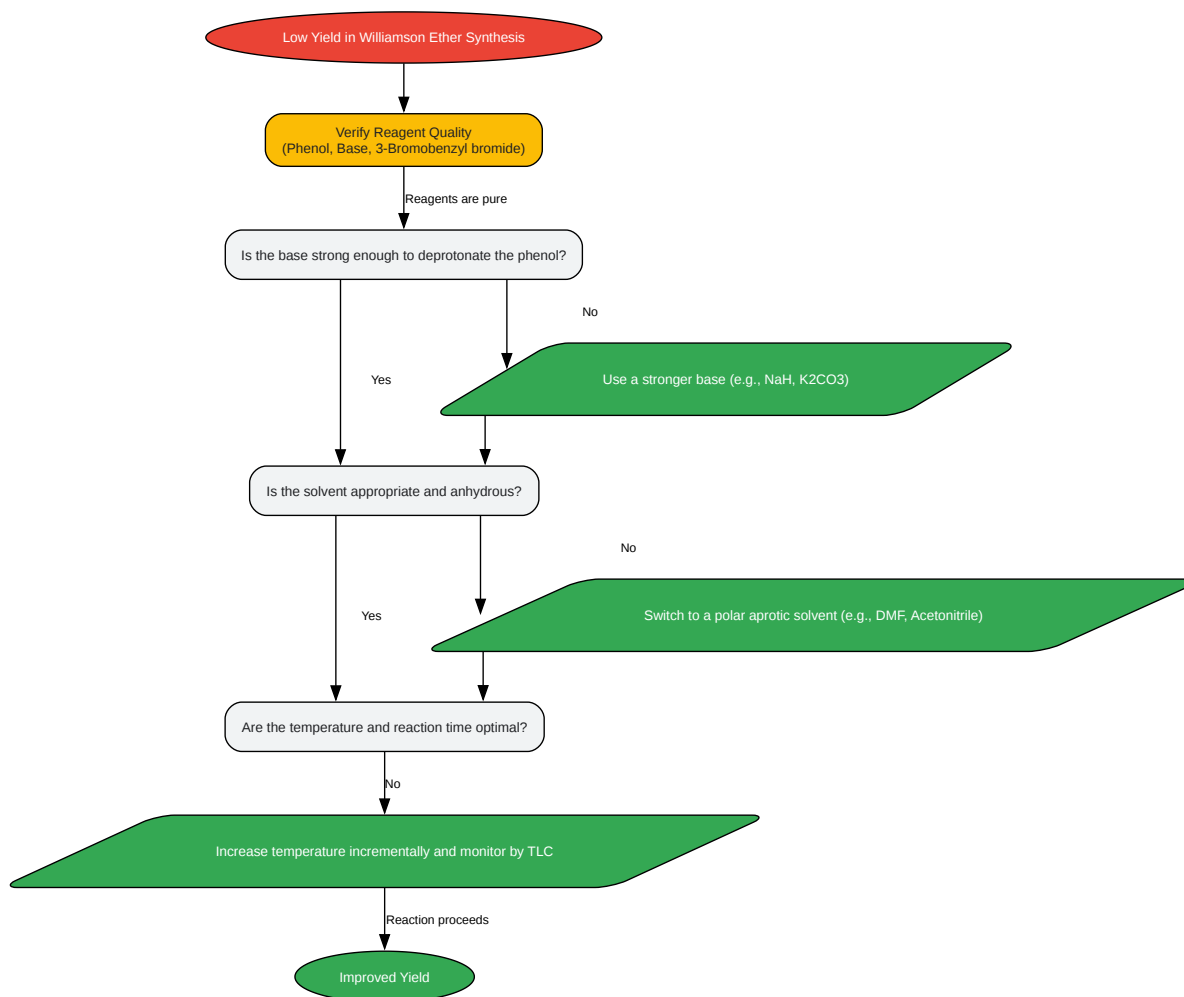 Low Yield in Williamson Ether Synthesis
Verify Reagent Quality
(Phenol, Base, 3-Bromobenzyl bromide)
Reagents are pure
Is the base strong enough to deprotonate the phenol?
No
Yes
Use a stronger base (e.g., NaH, K2CO3)
Is the solvent appropriate and anhydrous?
No
Yes
Switch to a polar aprotic solvent (e.g., DMF, Acetonitrile)
Are the temperature and reaction time optimal?
No
Increase temperature incrementally and monitor by TLC
Reaction proceeds
Improved Yield